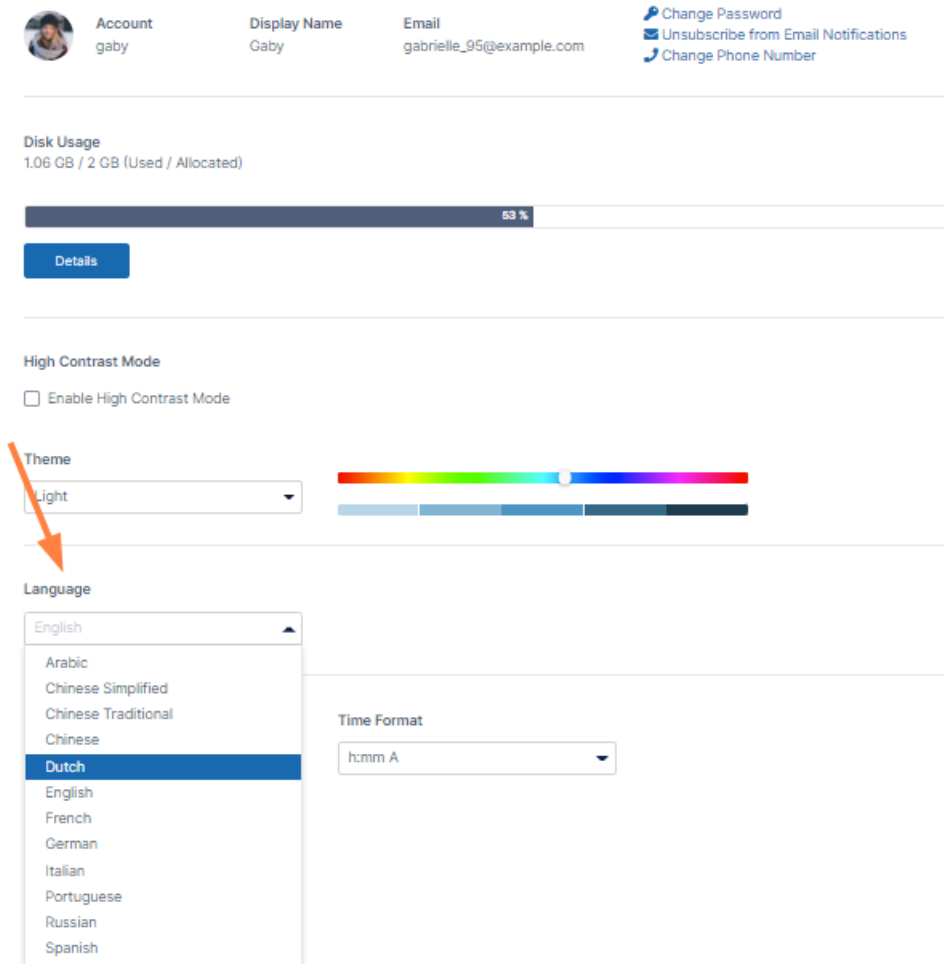 Account
gaby
Display Name
Gaby
Email
gabrielle_95@example.com
Change Password
Unsubscribe from Email Notifications
Change Phone Number
Disk Usage
1.06 GB / 2 GB (Used / Allocated)
53 %
Details
High Contrast Mode
Enable High Contrast Mode
Theme
Light
Language
English
Arabic
Chinese Simplified
Chinese Traditional
Chinese
Dutch
English
French
German
Italian
Portuguese
Russian
Spanish
Time Format
h:mm A